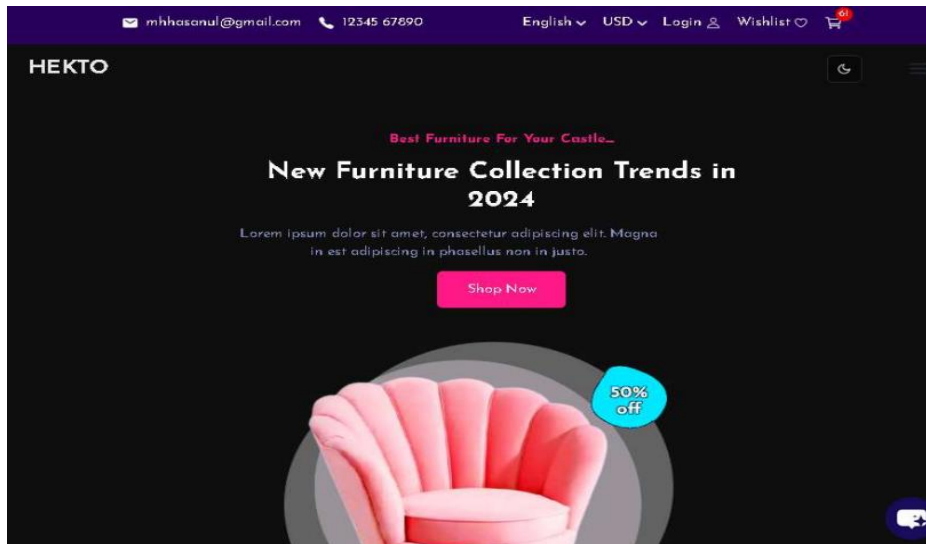 mhhasanul@gmail.com 12345 67890 English USD Login Wishlist 61
HEKTO
Best Furniture For Your Castle...
New Furniture Collection Trends in
2024
Lorem ipsum dolor sit amet, consectetur adipiscing elit. Magna
in est adipiscing in phasellus non in justo.
Shop Now
50%
off